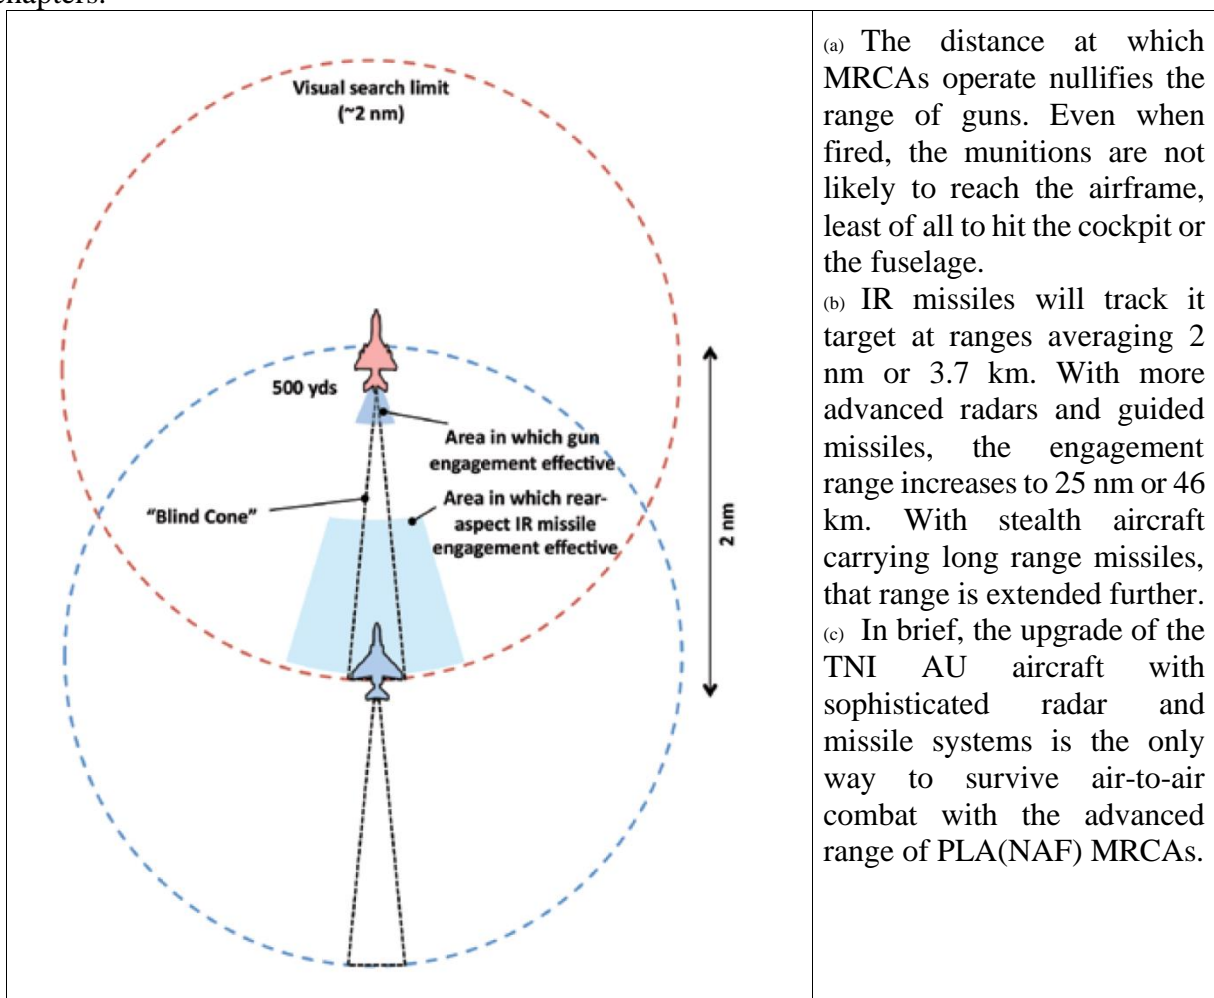 chapters.
Visual search limit
(~2 nm)
500 yds
Area in which gun
engagement effective
"Blind Cone"
Area in which rear-
aspect IR missile
engagement effective
2 nm
(a) The distance at which
MRCAs operate nullifies the
range of guns. Even when
fired, the munitions are not
likely to reach the airframe,
least of all to hit the cockpit or
the fuselage.
(b) IR missiles will track it
target at ranges averaging 2
nm or 3.7 km. With more
advanced radars and guided
missiles, the engagement
range increases to 25 nm or 46
km. With stealth aircraft
carrying long range missiles,
that range is extended further.
(c) In brief, the upgrade of the
TNI AU aircraft with
sophisticated radar and
missile systems is the only
way to survive air-to-air
combat with the advanced
range of PLA(NAF) MRCAs.